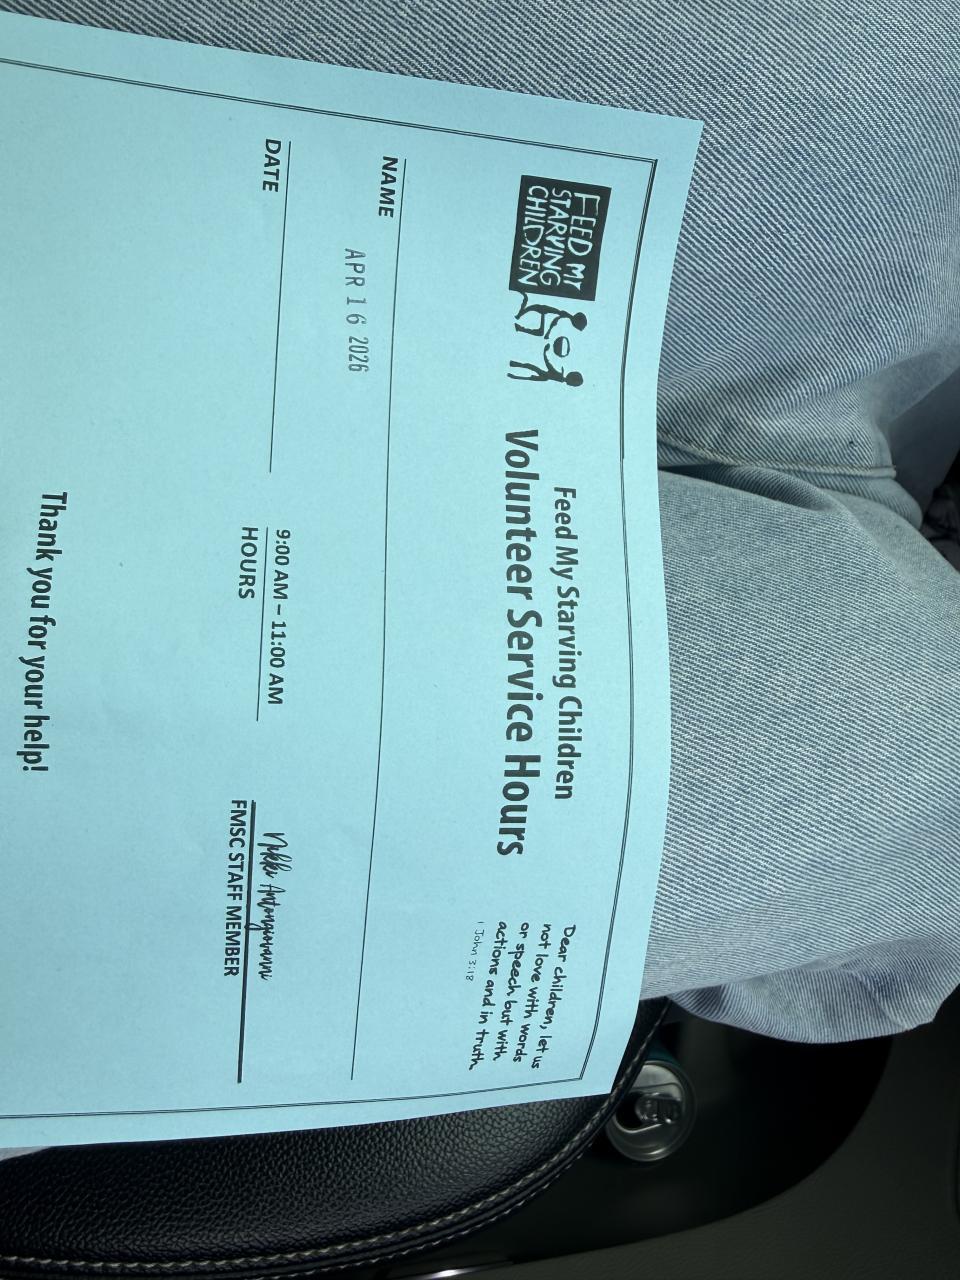 FEED MY
STARVING
CHILDREN
Feed My Starving Children
Volunteer Service Hours
Dear children, let us
not love with words
or speech but with
actions and in truth
1 John 3:18
NAME
APR 16 2026
DATE
9:00 AM – 11:00 AM
HOURS
FMSC STAFF MEMBER
Thank you for your help!